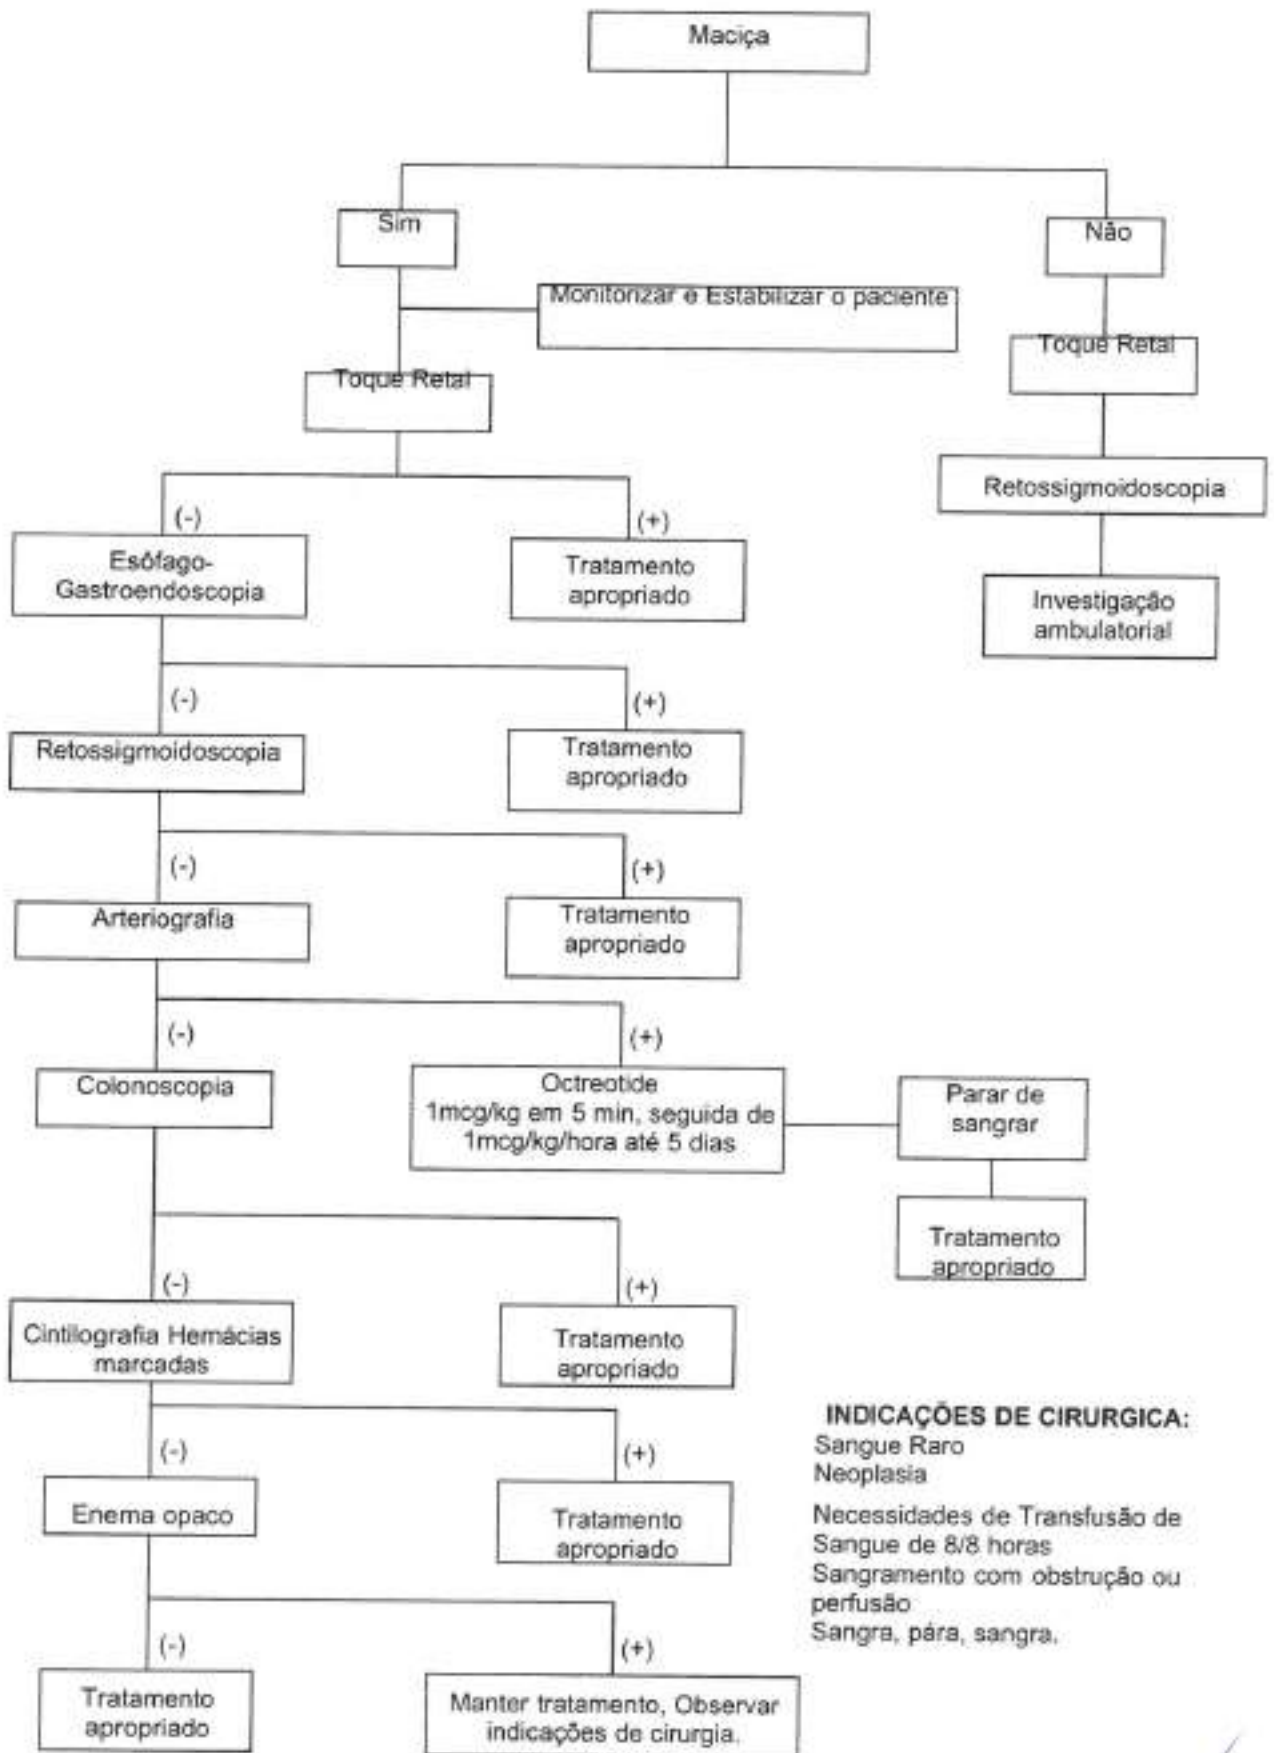 Maciça
Sim
Não
Monitorizar e Estabilizar o paciente
Toque Retal
Toque Retal
Retossigmoidoscopia
Investigação
ambulatorial
(-)
(+)
Esôfago-
Gastroendoscopia
Tratamento
apropriado
(-)
(+)
Retossigmoidoscopia
Tratamento
apropriado
(-)
(+)
Arteriografia
Tratamento
apropriado
(-)
(+)
Colonoscopia
Octreotide
1mcg/kg em 5 min, seguida de
1mcg/kg/hora até 5 dias
Parar de
sangrar
Tratamento
apropriado
(-)
(+)
Cintilografia Hemácias
marcadas
Tratamento
apropriado
(-)
(+)
Enema opaco
Tratamento
apropriado
(-)
(+)
Tratamento
apropriado
Manter tratamento, Observar
indicações de cirurgia.
INDICAÇÕES DE CIRURGICA:
Sangue Raro
Neoplasia
Necessidades de Transfusão de
Sangue de 8/8 horas
Sangramento com obstrução ou
perfusão
Sangra, pára, sangra.